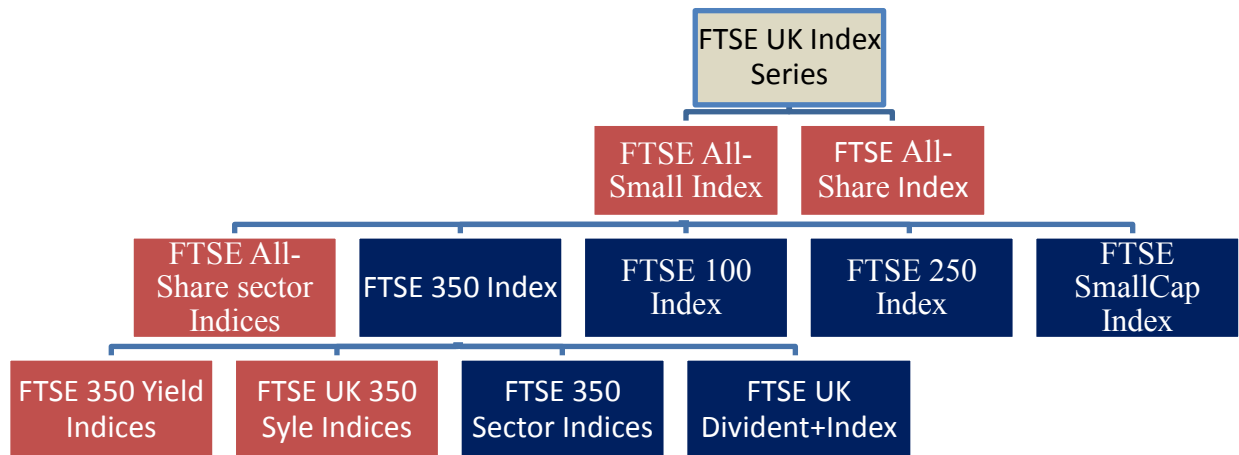 FTSE UK Index
Series
FTSE All-
Small Index
FTSE All-
Share Index
FTSE All-
Share sector
Indices
FTSE 350 Index
FTSE 100
Index
FTSE 250
Index
FTSE
SmallCap
Index
FTSE 350 Yield
Indices
FTSE UK 350
Syle Indices
FTSE 350
Sector Indices
FTSE UK
Divident+Index